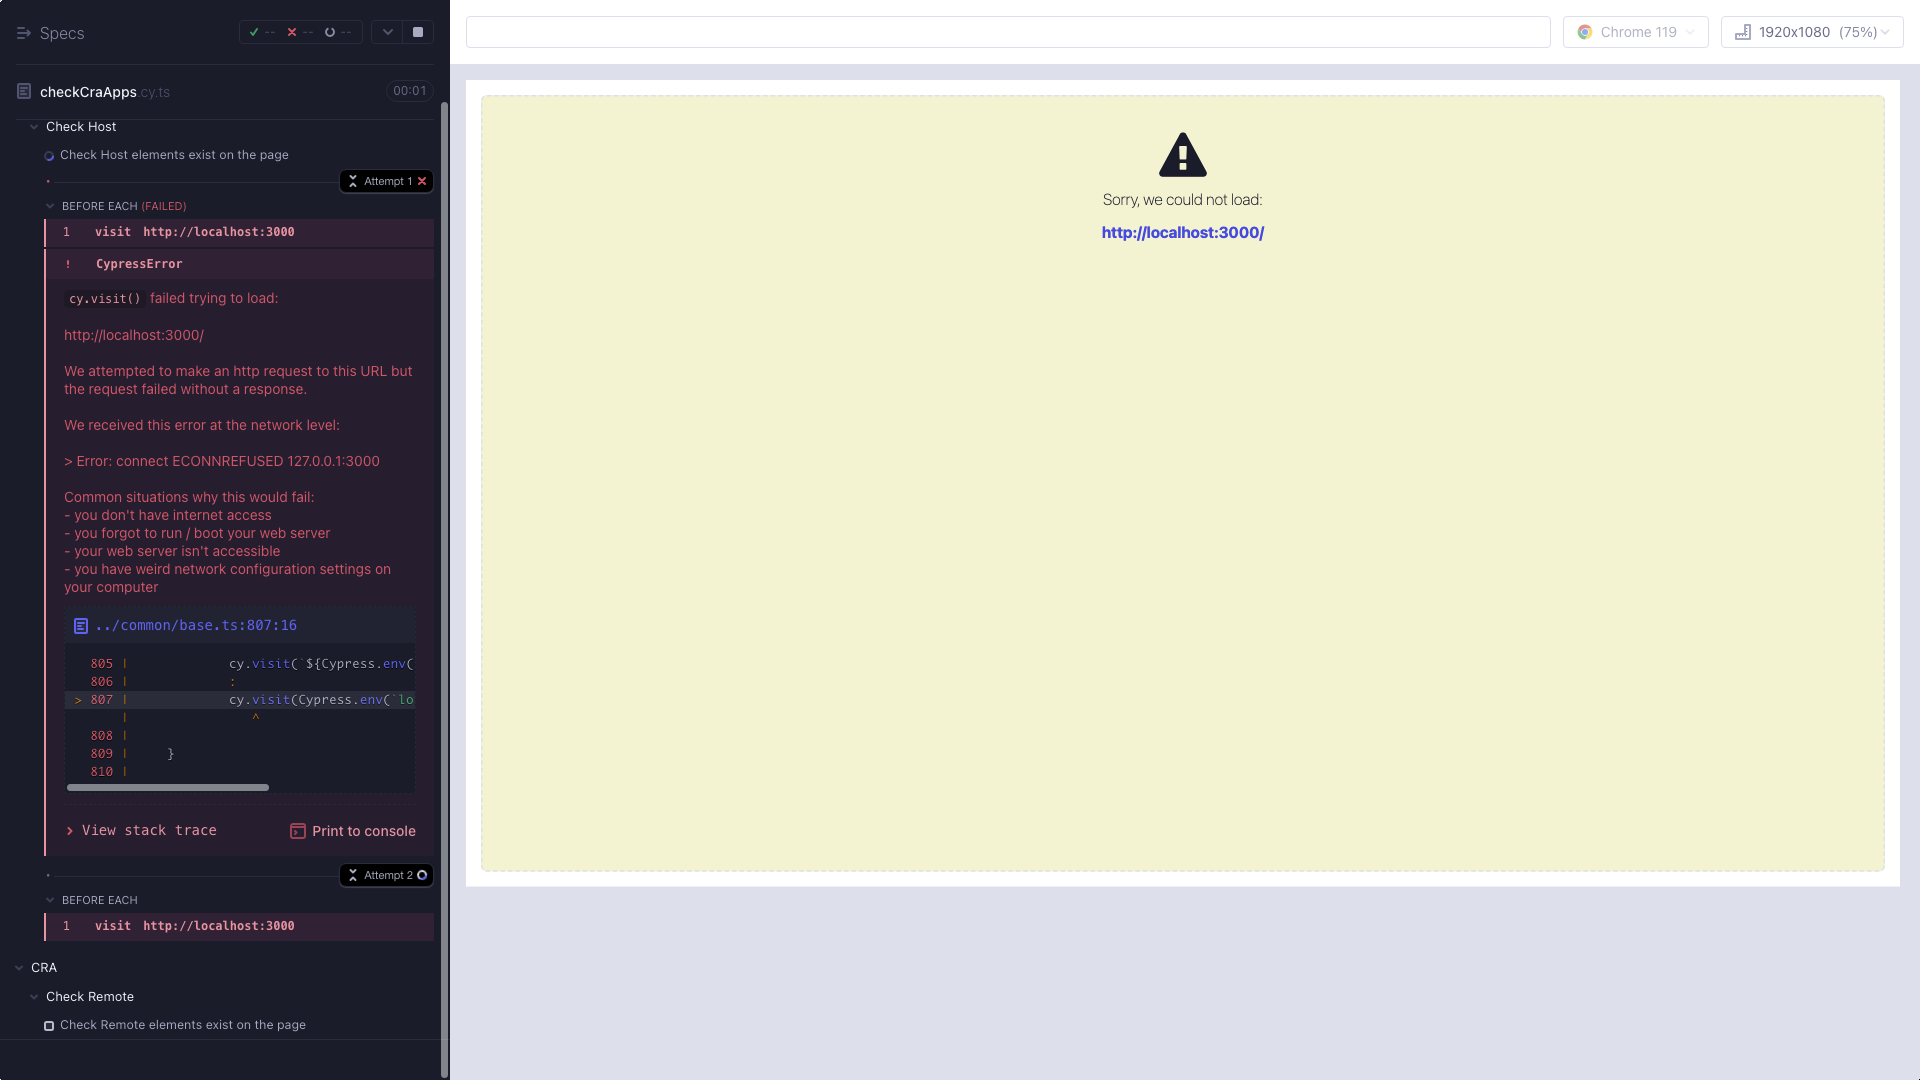 Specs
-- -- --
checkCraApps cy.ts 00:01
Check Host
Check Host elements exist on the page
Attempt 1
BEFORE EACH (FAILED)
1 visit http://localhost:3000
! CypressError
cy.visit() failed trying to load:
http://localhost:3000/
We attempted to make an http request to this URL but
the request failed without a response.
We received this error at the network level:
> Error: connect ECONNREFUSED 127.0.0.1:3000
Common situations why this would fail:
- you don't have internet access
- you forgot to run / boot your web server
- your web server isn't accessible
- you have weird network configuration settings on
your computer
../common/base.ts:807:16
805 | cy.visit(`${Cypress.env(
806 | :
> 807 | cy.visit(Cypress.env(`lo
| ^
808 |
809 | }
810 |
View stack trace Print to console
Attempt 2
BEFORE EACH
1 visit http://localhost:3000
CRA
Check Remote
Check Remote elements exist on the page
Chrome 119
1920x1080 (75%)
Sorry, we could not load:
http://localhost:3000/